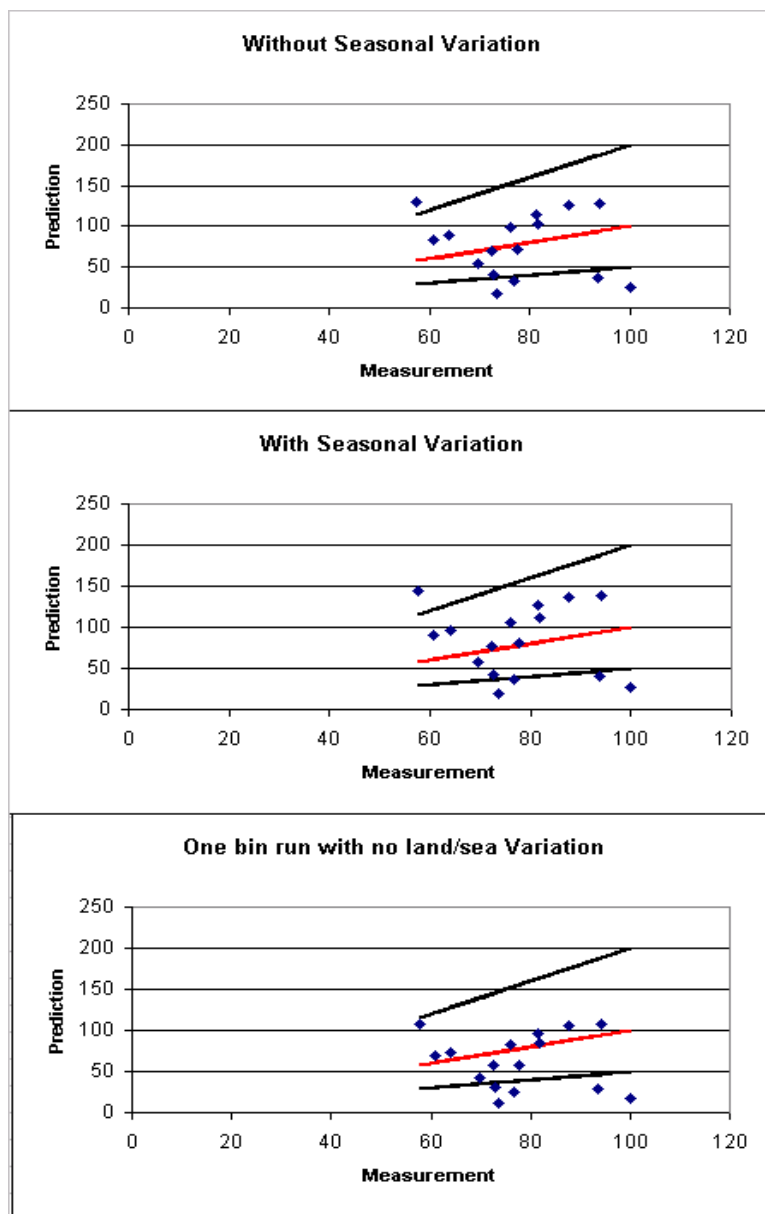 Without Seasonal Variation
250
200
150
100
50
0
Prediction
0 20 40 60 80 100 120
Measurement
With Seasonal Variation
250
200
150
100
50
0
Prediction
0 20 40 60 80 100 120
Measurement
One bin run with no land/sea Variation
250
200
150
100
50
0
Prediction
0 20 40 60 80 100 120
Measurement